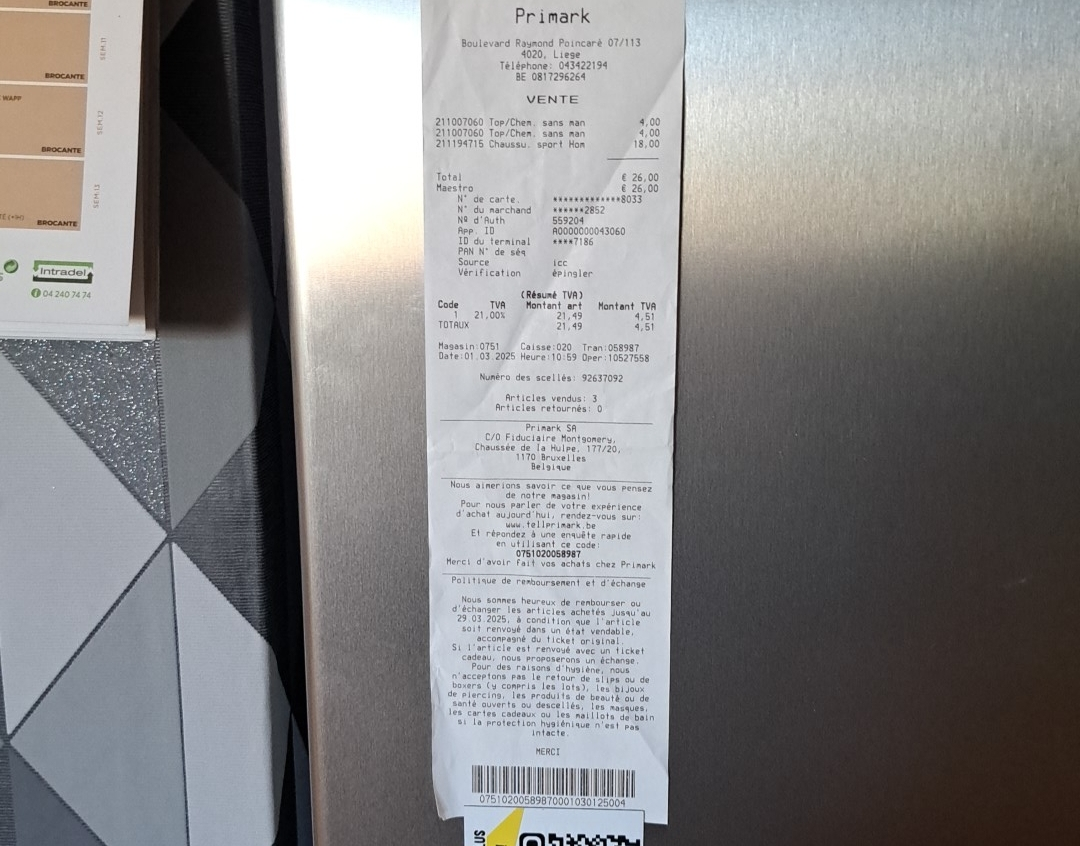 BROCANTE
SEM.11
BROCANTE
WAPP
SEM.12
BROCANTE
SEM.13
BROCANTE
Intradel
04 240 74 74
Primark
Boulevard Raymond Poincaré 07/113
4020, Liege
Téléphone: 043422194
BE 0817296264
VENTE
211007060 Top/Chem. sans man 4,00
211007060 Top/Chem. sans man 4,00
211194715 Chaussu. sport Hom 18,00
Total € 26,00
Maestro € 26,00
N° de carte. *************8033
N° du marchand ******2852
Nº d'Auth 559204
App. ID A0000000043060
ID du terminal ****7186
PAN N° de séq
Source icc
Vérification épingler
(Résumé TVA)
Code TVA Montant art Montant TVA
1 21,00% 21,49 4,51
TOTAUX 21,49 4,51
Magasin:0751 Caisse:020 Tran:058987
Date:01.03.2025 Heure:10:59 Oper:10527558
Numéro des scellés: 92637092
Articles vendus: 3
Articles retournés: 0
Primark SA
C/O Fiduciaire Montgomery,
Chaussée de la Hulpe, 177/20,
1170 Bruxelles
Belgique
Nous aimerions savoir ce que vous pensez
de notre magasin!
Pour nous parler de votre expérience
d'achat aujourd'hui, rendez-vous sur:
www.tellprimark.be
Et répondez à une enquête rapide
en utilisant ce code:
0751020058987
Merci d'avoir fait vos achats chez Primark
Politique de remboursement et d'échange
Nous sommes heureux de rembourser ou
d'échanger les articles achetés jusqu'au
29.03.2025, à condition que l'article
soit renvoyé dans un état vendable,
accompagné du ticket original.
Si l'article est renvoyé avec un ticket
cadeau, nous proposerons un échange.
Pour des raisons d'hygiène, nous
n'acceptons pas le retour de slips ou de
boxers (y compris les lots), les bijoux
de piercing, les produits de beauté ou de
santé ouverts ou descellés, les masques,
les cartes cadeaux ou les maillots de bain
si la protection hygiénique n'est pas
intacte.
MERCI
07510200589870001030125004